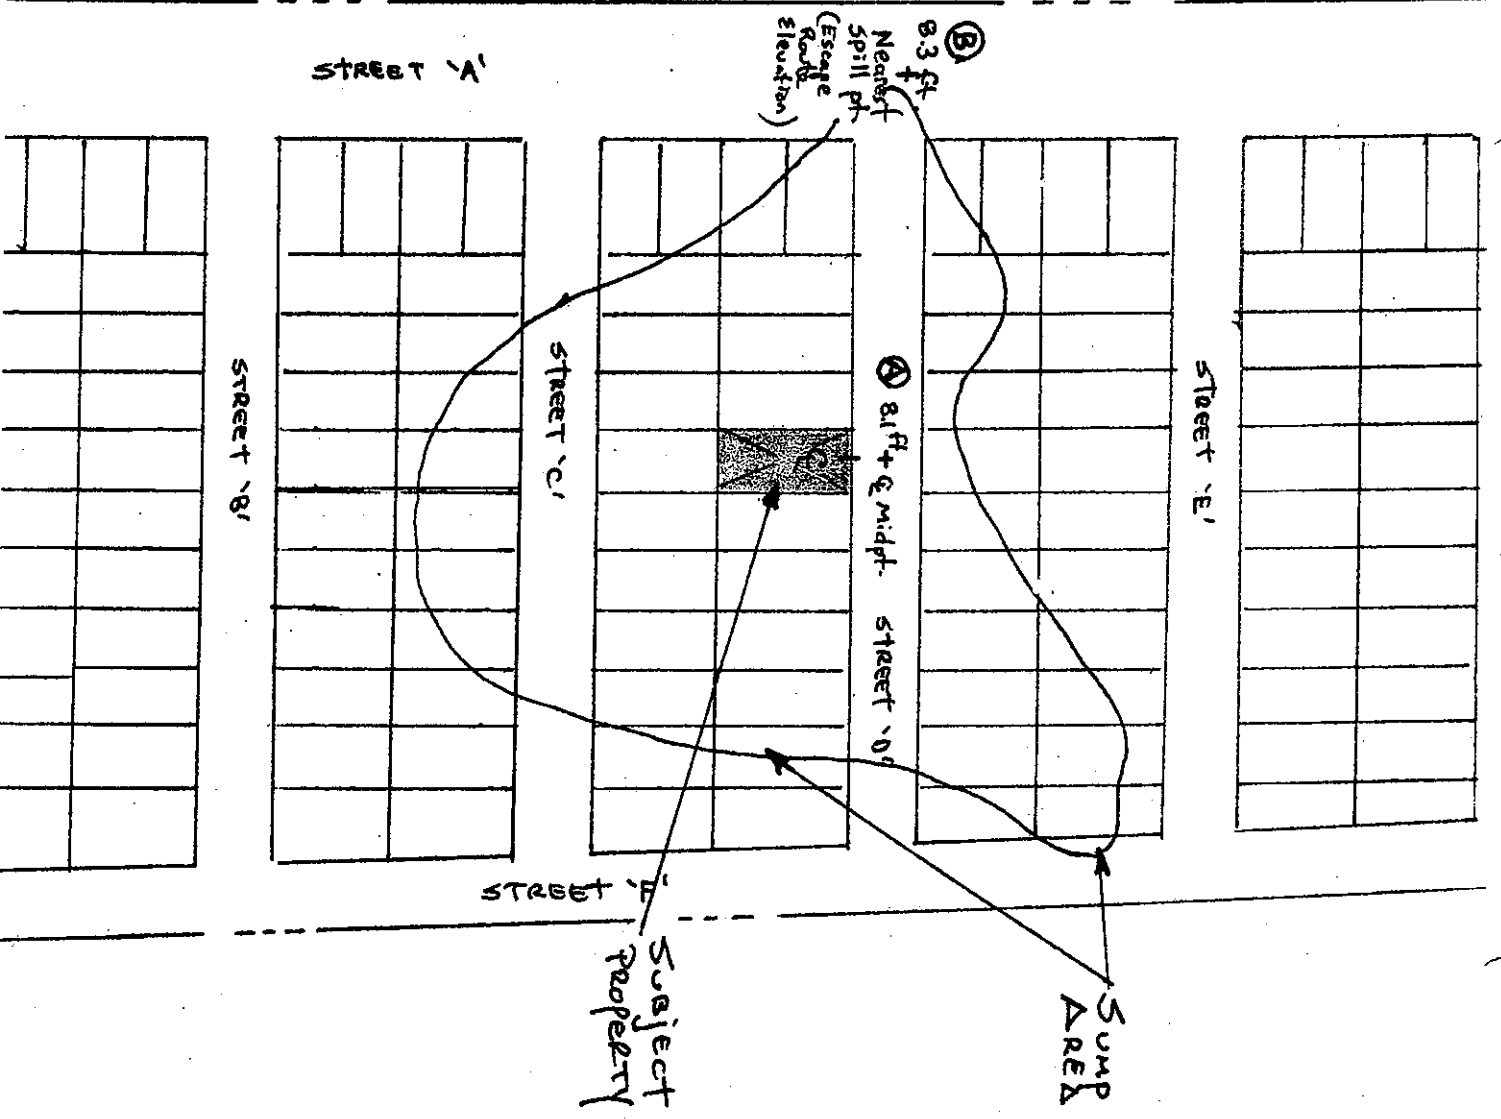 STREET 'A'
Ⓑ
8.3 ft
+
Nearest
Spill pt.
(Escape
Route
Elevation)
STREET 'B'
STREET 'C'
Ⓐ 8.1 ft + ℄ midpt.
STREET 'D'
STREET 'E'
C
STREET
SUBJECT
PROPERTY
SUMP
AREA